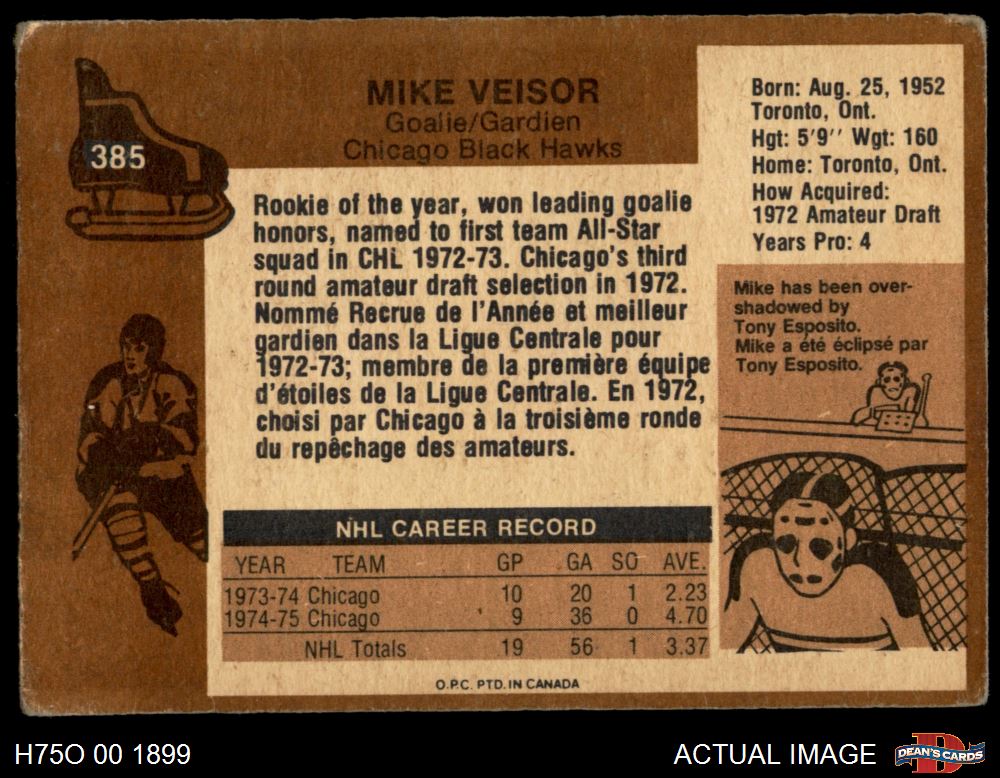 385
MIKE VEISOR
Goalie/Gardien
Chicago Black Hawks
Born: Aug. 25, 1952
Toronto, Ont.
Hgt: 5'9'' Wgt: 160
Home: Toronto, Ont.
How Acquired:
1972 Amateur Draft
Years Pro: 4
Rookie of the year, won leading goalie
honors, named to first team All-Star
squad in CHL 1972-73. Chicago's third
round amateur draft selection in 1972.
Nommé Recrue de l'Année et meilleur
gardien dans la Ligue Centrale pour
1972-73; membre de la première équipe
d'étoiles de la Ligue Centrale. En 1972,
choisi par Chicago à la troisième ronde
du repêchage des amateurs.
Mike has been over-
shadowed by
Tony Esposito.
Mike a été éclipsé par
Tony Esposito.
NHL CAREER RECORD
YEAR TEAM GP GA SO AVE.
1973-74 Chicago 10 20 1 2.23
1974-75 Chicago 9 36 0 4.70
NHL Totals 19 56 1 3.37
O.P.C. PTD. IN CANADA
H75O 00 1899
ACTUAL IMAGE
D
DEAN'S CARDS